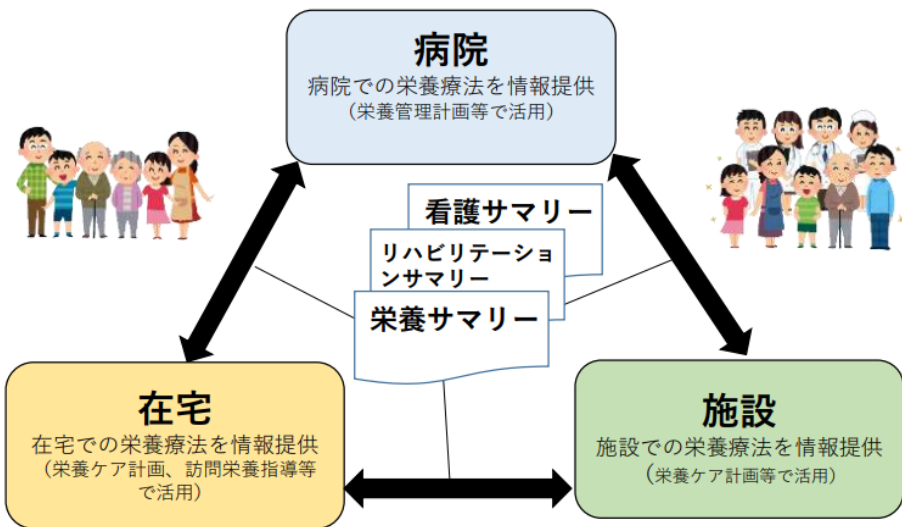 病院
病院での栄養療法を情報提供
(栄養管理計画等で活用)
看護サマリー
リハビリテーショ
ンサマリー
栄養サマリー
在宅
在宅での栄養療法を情報提供
(栄養ケア計画、訪問栄養指導等
で活用)
施設
施設での栄養療法を情報提供
(栄養ケア計画等で活用)